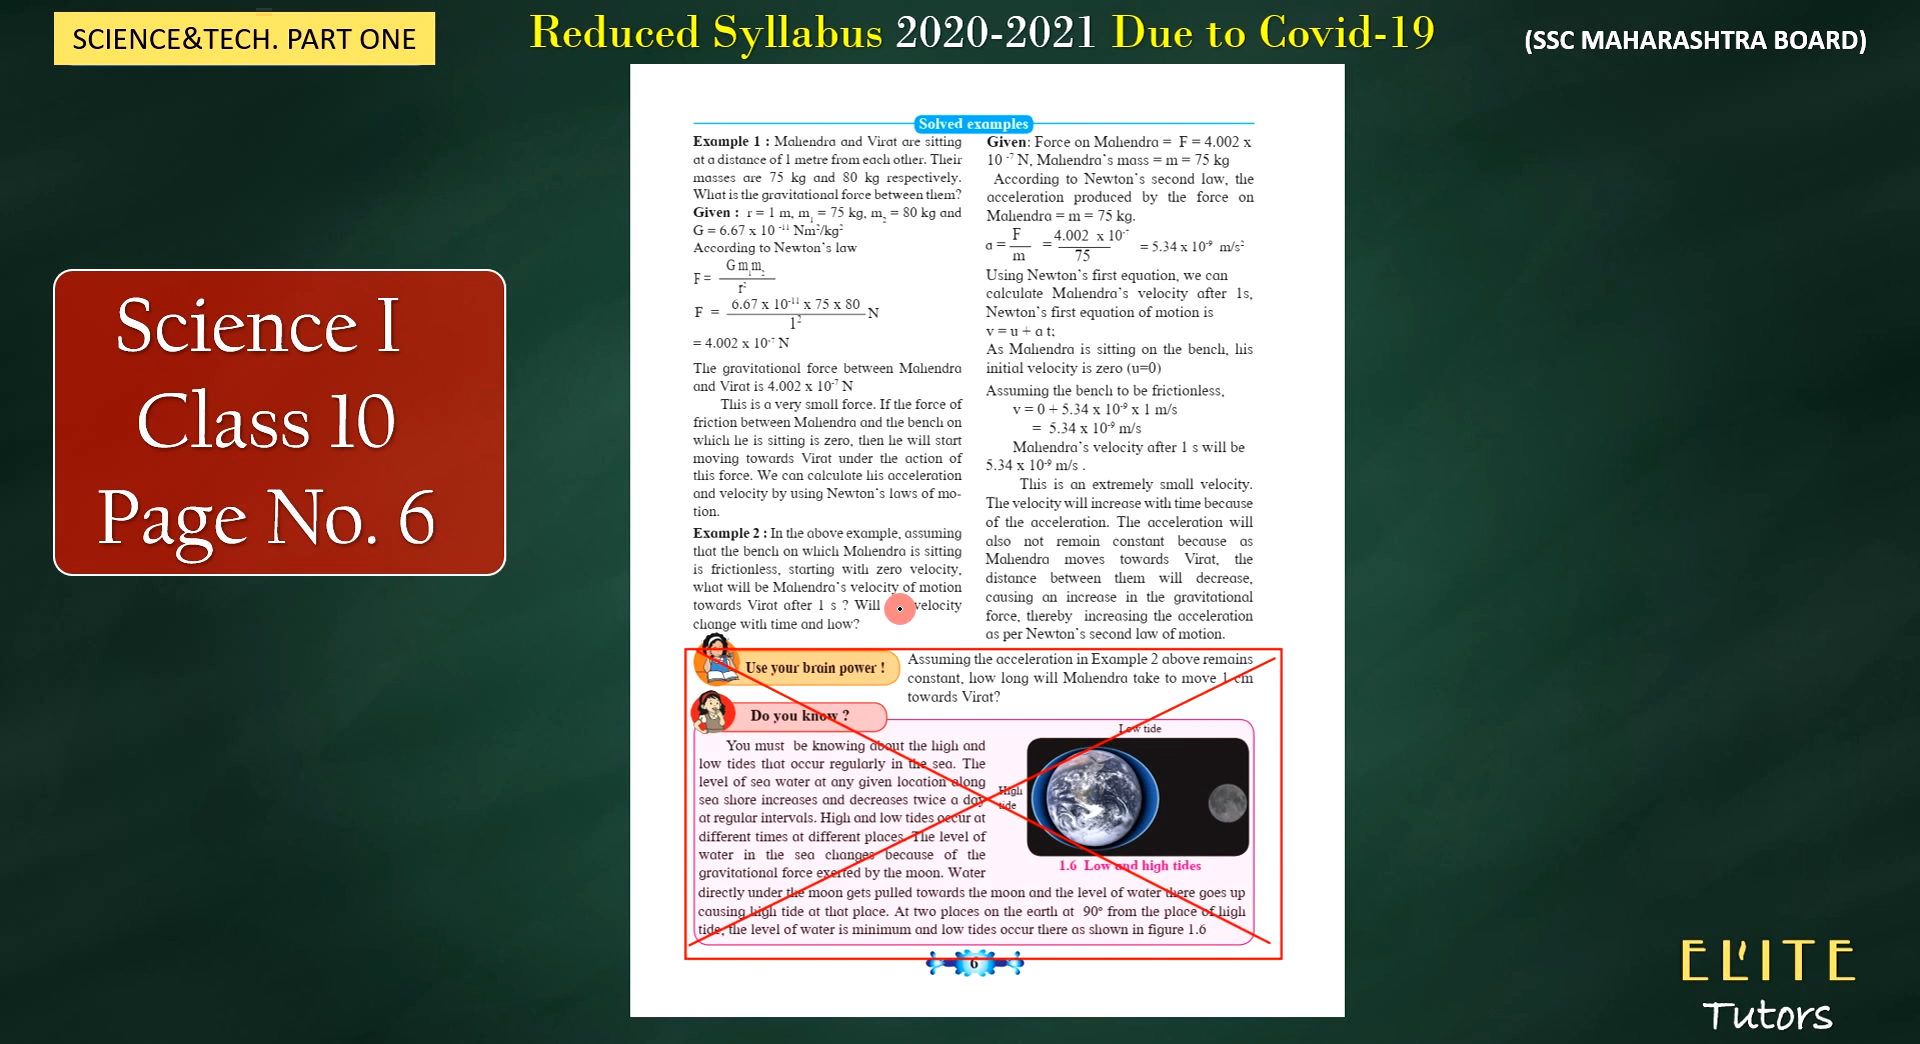 SCIENCE&TECH. PART ONE
Reduced Syllabus 2020-2021 Due to Covid-19
(SSC MAHARASHTRA BOARD)
Science I
Class 10
Page No. 6
Solved examples
Example 1 : Mahendra and Virat are sitting
at a distance of 1 metre from each other. Their
masses are 75 kg and 80 kg respectively.
What is the gravitational force between them?
Given : r = 1 m, m₁ = 75 kg, m₂ = 80 kg and
G = 6.67 x 10⁻¹¹ Nm²/kg²
According to Newton's law
F = G m₁m₂ / r²
F = 6.67 x 10⁻¹¹ x 75 x 80 / 1² N
= 4.002 x 10⁻⁷ N
The gravitational force between Mahendra
and Virat is 4.002 x 10⁻⁷ N
This is a very small force. If the force of
friction between Mahendra and the bench on
which he is sitting is zero, then he will start
moving towards Virat under the action of
this force. We can calculate his acceleration
and velocity by using Newton's laws of mo-
tion.
Example 2 : In the above example, assuming
that the bench on which Mahendra is sitting
is frictionless, starting with zero velocity,
what will be Mahendra's velocity of motion
towards Virat after 1 s ? Will velocity
change with time and how?
Given: Force on Mahendra = F = 4.002 x
10⁻⁷ N, Mahendra's mass = m = 75 kg
According to Newton's second law, the
acceleration produced by the force on
Mahendra = m = 75 kg.
a = F / m = 4.002 x 10⁻⁷ / 75 = 5.34 x 10⁻⁹ m/s²
Using Newton's first equation, we can
calculate Mahendra's velocity after 1s,
Newton's first equation of motion is
v = u + a t;
As Mahendra is sitting on the bench, his
initial velocity is zero (u=0)
Assuming the bench to be frictionless,
v = 0 + 5.34 x 10⁻⁹ x 1 m/s
= 5.34 x 10⁻⁹ m/s
Mahendra's velocity after 1 s will be
5.34 x 10⁻⁹ m/s .
This is an extremely small velocity.
The velocity will increase with time because
of the acceleration. The acceleration will
also not remain constant because as
Mahendra moves towards Virat, the
distance between them will decrease,
causing an increase in the gravitational
force, thereby increasing the acceleration
as per Newton's second law of motion.
Use your brain power !
Assuming the acceleration in Example 2 above remains
constant, how long will Mahendra take to move 1 cm
towards Virat?
Do you know ?
You must be knowing about the high and
low tides that occur regularly in the sea. The
level of sea water at any given location along
sea shore increases and decreases twice a day
at regular intervals. High and low tides occur at
different times at different places. The level of
water in the sea changes because of the
gravitational force exerted by the moon. Water
directly under the moon gets pulled towards the moon and the level of water there goes up
causing high tide at that place. At two places on the earth at 90° from the place of high
tide, the level of water is minimum and low tides occur there as shown in figure 1.6
Low tide
High
tide
1.6 Low and high tides
6
ELITE
Tutors